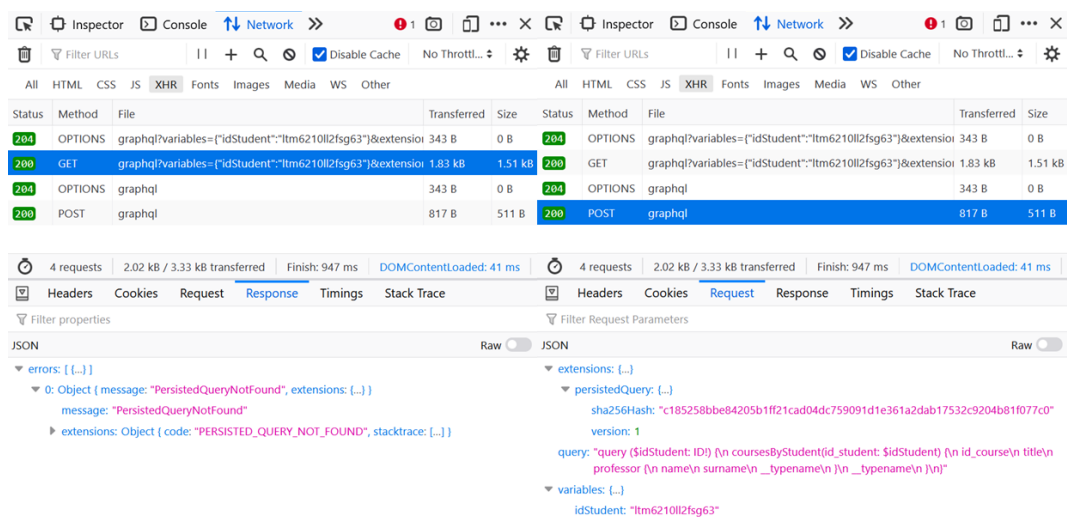 Inspector Console Network 1
Filter URLs Disable Cache No Throttl...
All HTML CSS JS XHR Fonts Images Media WS Other
Status Method File Transferred Size
204 OPTIONS graphql?variables={"idStudent":"ltm6210ll2fsg63"}&extension 343 B 0 B
200 GET graphql?variables={"idStudent":"ltm6210ll2fsg63"}&extension 1.83 kB 1.51 kB
204 OPTIONS graphql 343 B 0 B
200 POST graphql 817 B 511 B
4 requests 2.02 kB / 3.33 kB transferred Finish: 947 ms DOMContentLoaded: 41 ms
Headers Cookies Request Response Timings Stack Trace
Filter properties
JSON Raw
errors: [ {...} ]
0: Object { message: "PersistedQueryNotFound", extensions: {...} }
message: "PersistedQueryNotFound"
extensions: Object { code: "PERSISTED_QUERY_NOT_FOUND", stacktrace: [...] }
Inspector Console Network 1
Filter URLs Disable Cache No Throttl...
All HTML CSS JS XHR Fonts Images Media WS Other
Status Method File Transferred Size
204 OPTIONS graphql?variables={"idStudent":"ltm6210ll2fsg63"}&extension 343 B 0 B
200 GET graphql?variables={"idStudent":"ltm6210ll2fsg63"}&extension 1.83 kB 1.51 kB
204 OPTIONS graphql 343 B 0 B
200 POST graphql 817 B 511 B
4 requests 2.02 kB / 3.33 kB transferred Finish: 947 ms DOMContentLoaded: 41 ms
Headers Cookies Request Response Timings Stack Trace
Filter Request Parameters
JSON Raw
extensions: {...}
persistedQuery: {...}
sha256Hash: "c185258bbe84205b1ff21cad04dc759091d1e361a2dab17532c9204b81f077c0"
version: 1
query: "query ($idStudent: ID!) {\n coursesByStudent(id_student: $idStudent) {\n id_course\n title\n
professor {\n name\n surname\n __typename\n }\n __typename\n }\n}"
variables: {...}
idStudent: "ltm6210ll2fsg63"